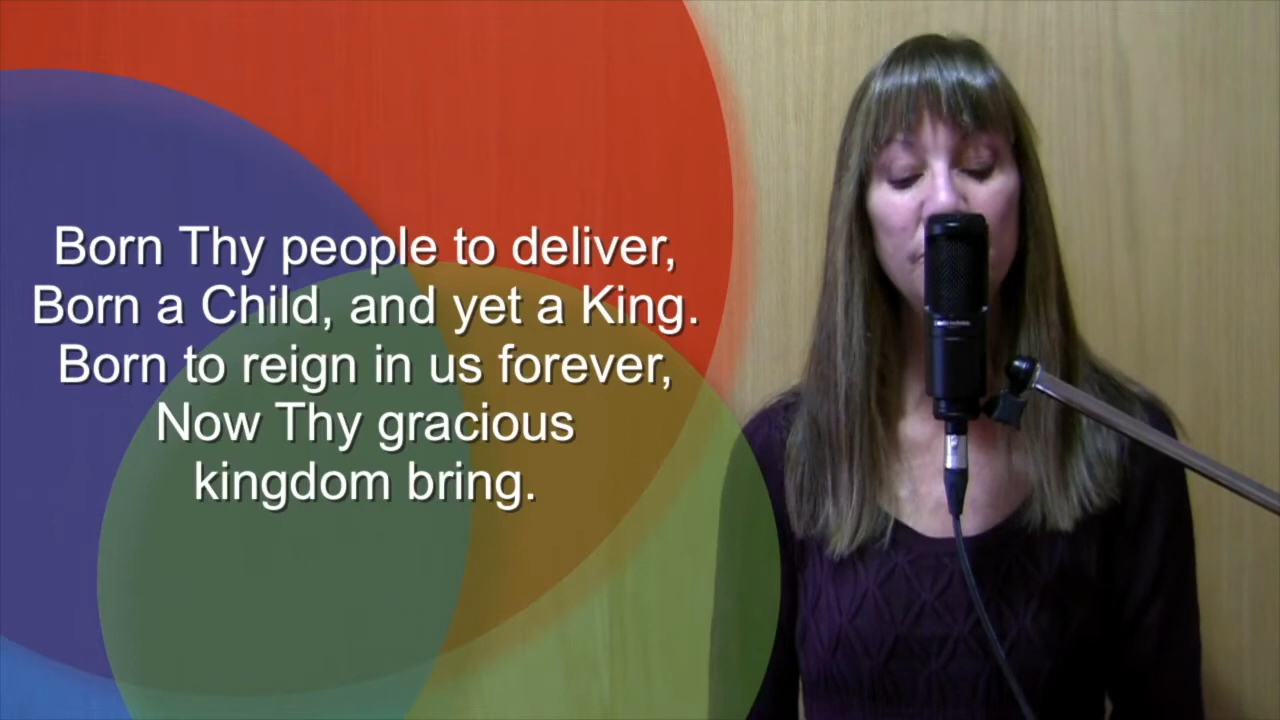 Born Thy people to deliver,
Born a Child, and yet a King.
Born to reign in us forever,
Now Thy gracious
kingdom bring.